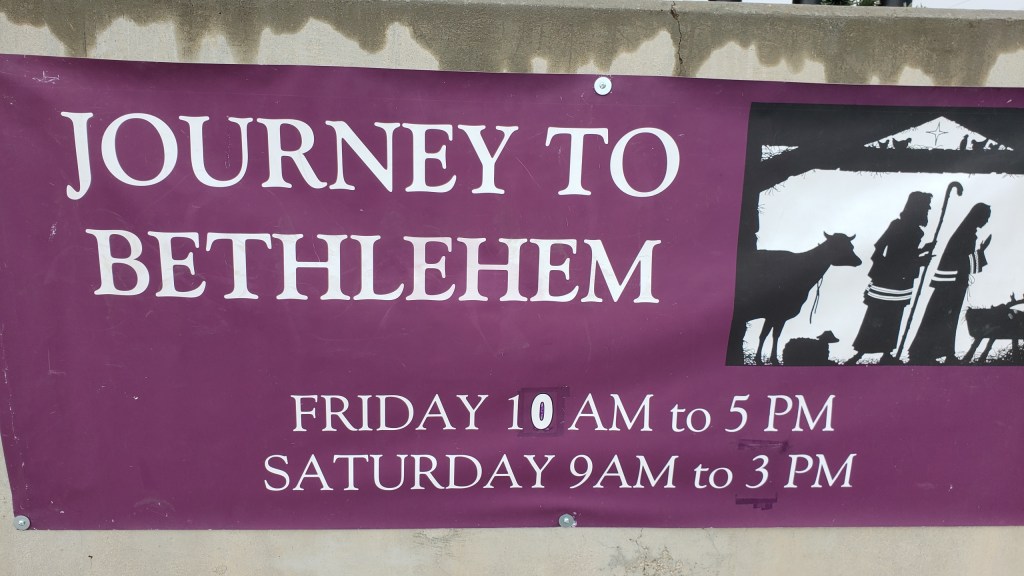 JOURNEY TO
BETHLEHEM
FRIDAY 10 AM to 5 PM
SATURDAY 9AM to 3 PM